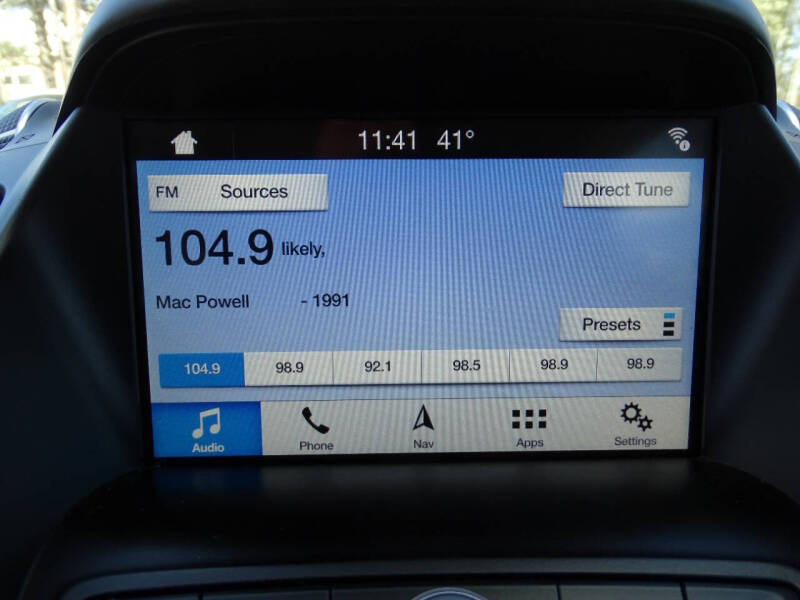 11:41 41°
FM Sources Direct Tune
104.9 likely,
Mac Powell - 1991
Presets
104.9 98.9 92.1 98.5 98.9 98.9
Audio Phone Nav Apps Settings